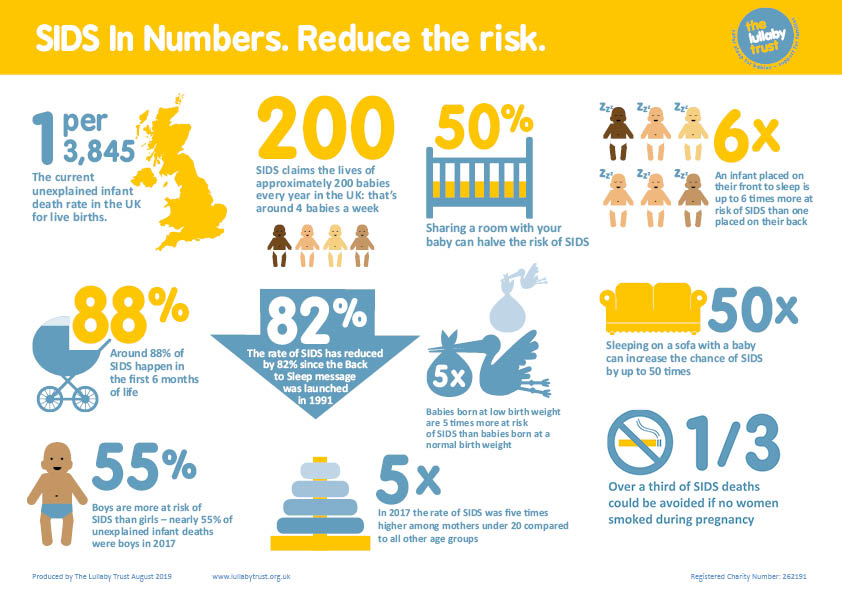 SIDS In Numbers. Reduce the risk.
the
lullaby
trust
1 per
3,845
The current
unexplained infant
death rate in the UK
for live births.
200
SIDS claims the lives of
approximately 200 babies
every year in the UK: that's
around 4 babies a week
50%
Sharing a room with your
baby can halve the risk of SIDS
zzz zzz zzz
zzz zzz zzz
6x
An infant placed on
their front to sleep is
up to 6 times more at
risk of SIDS than one
placed on their back
88%
Around 88% of
SIDS happen in
the first 6 months
of life
82%
The rate of SIDS has reduced
by 82% since the Back
to Sleep message
was launched
in 1991
5x
Babies born at low birth weight
are 5 times more at risk
of SIDS than babies born at a
normal birth weight
50x
Sleeping on a sofa with a baby
can increase the chance of SIDS
by up to 50 times
55%
Boys are more at risk of
SIDS than girls – nearly 55% of
unexplained infant deaths
were boys in 2017
5x
In 2017 the rate of SIDS was five times
higher among mothers under 20 compared
to all other age groups
1/3
Over a third of SIDS deaths
could be avoided if no women
smoked during pregnancy
Produced by The Lullaby Trust August 2019
www.lullabytrust.org.uk
Registered Charity Number: 262191